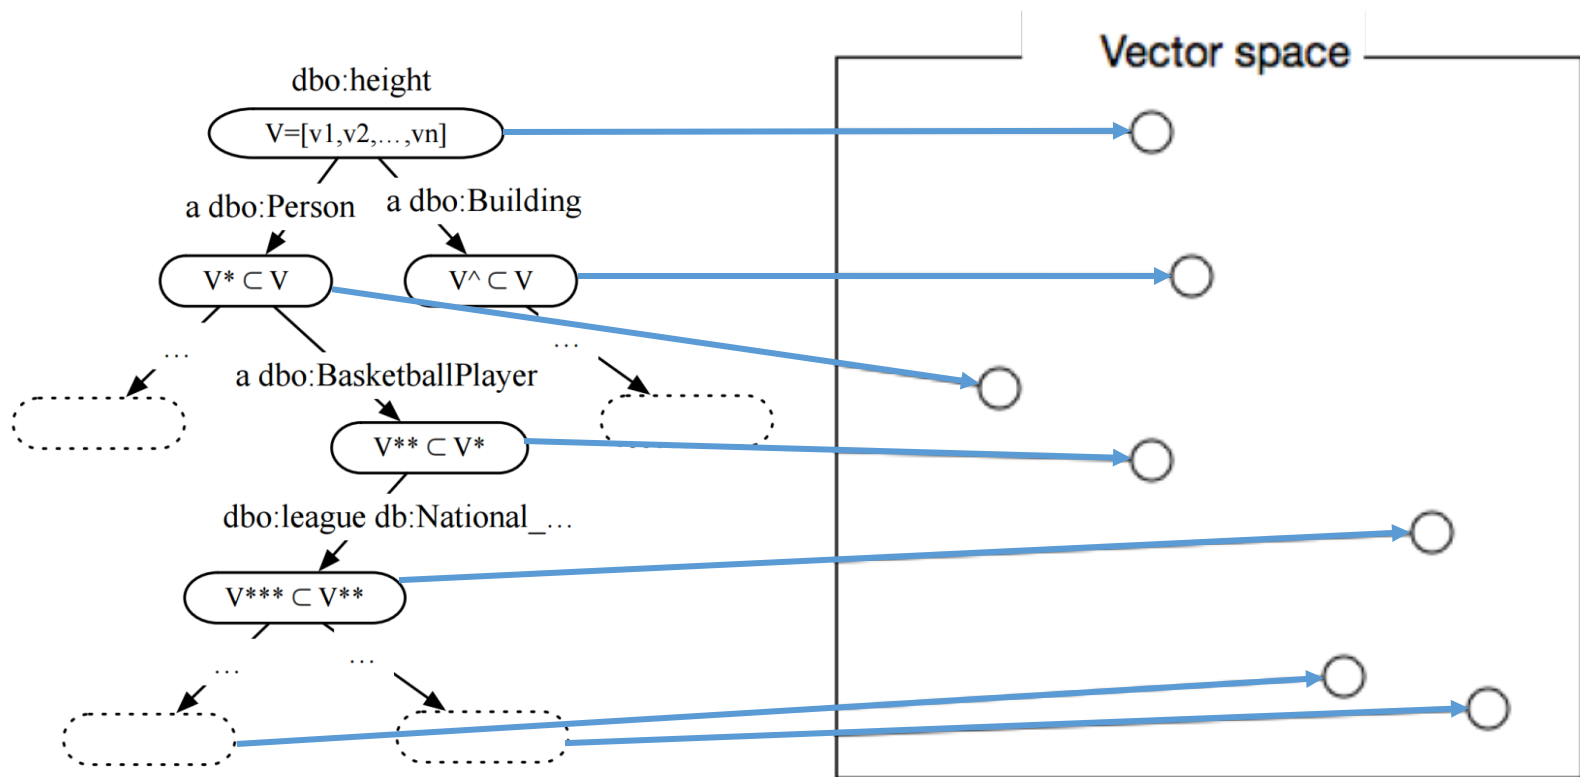 Vector space
dbo:height
V=[v1,v2,…,vn]
a dbo:Person
a dbo:Building
V* ⊂ V
V^ ⊂ V
…
…
a dbo:BasketballPlayer
V** ⊂ V*
dbo:league db:National_…
V*** ⊂ V**
…
…